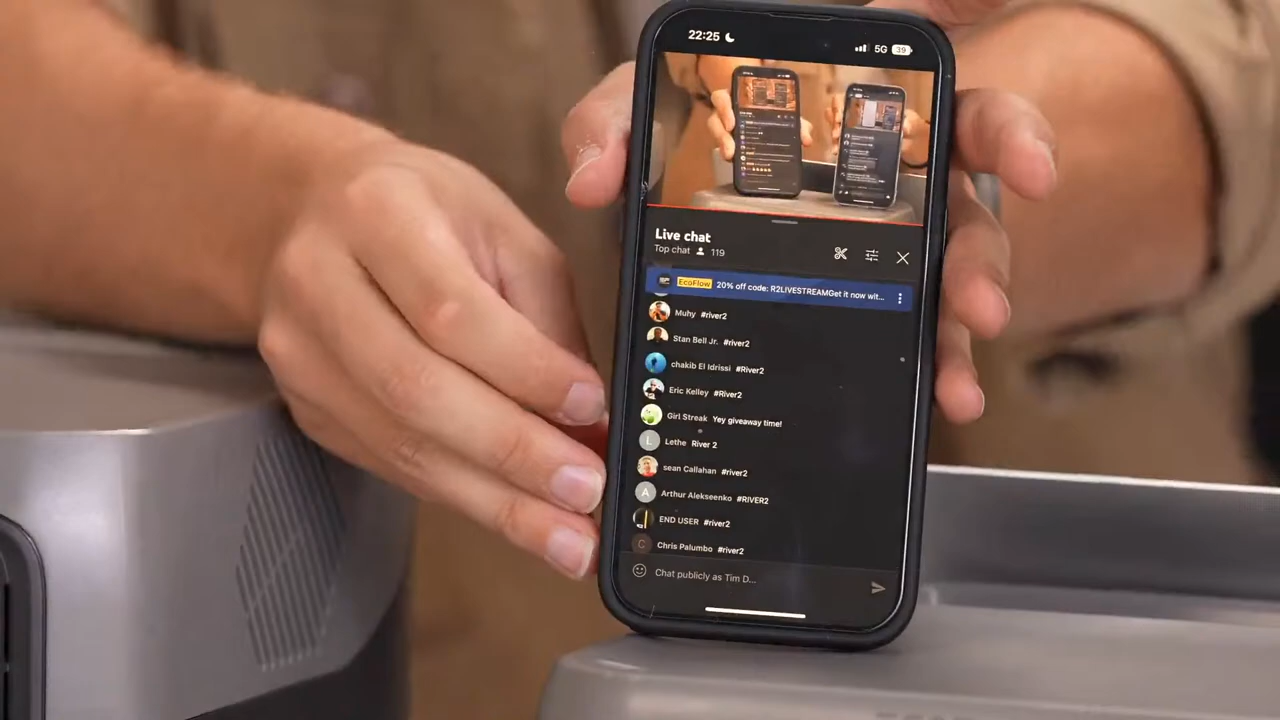 22:25
5G 39
Live chat
Top chat 119
EcoFlow 20% off code: R2LIVESTREAMGet it now wit...
Muhy #river2
Stan Bell Jr. #river2
chakib El Idrissi #River2
Eric Kelley #River2
Girl Streak Yey giveaway time!
L Lethe River 2
sean Callahan #river2
A Arthur Alekseenko #RIVER2
END USER #river2
C Chris Palumbo #river2
Chat publicly as Tim D...